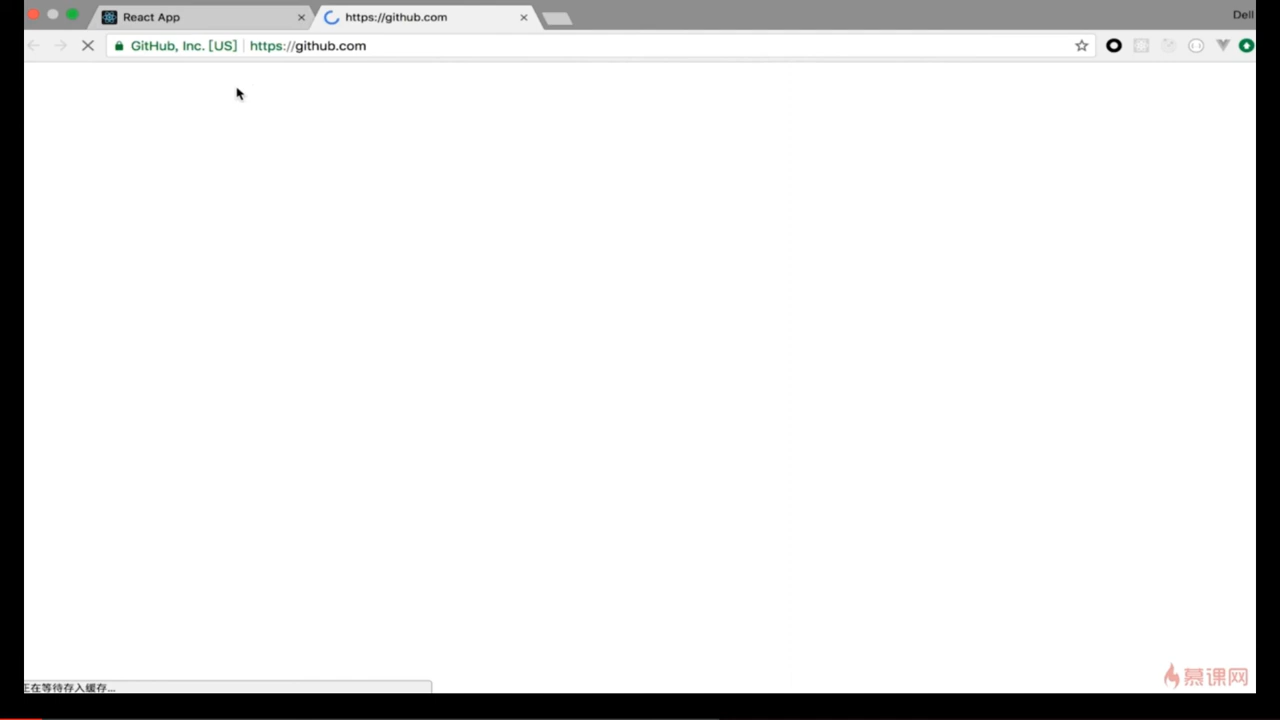 React App
https://github.com
Dell
GitHub, Inc. [US]
https://github.com
正在等待存入缓存...
慕课网